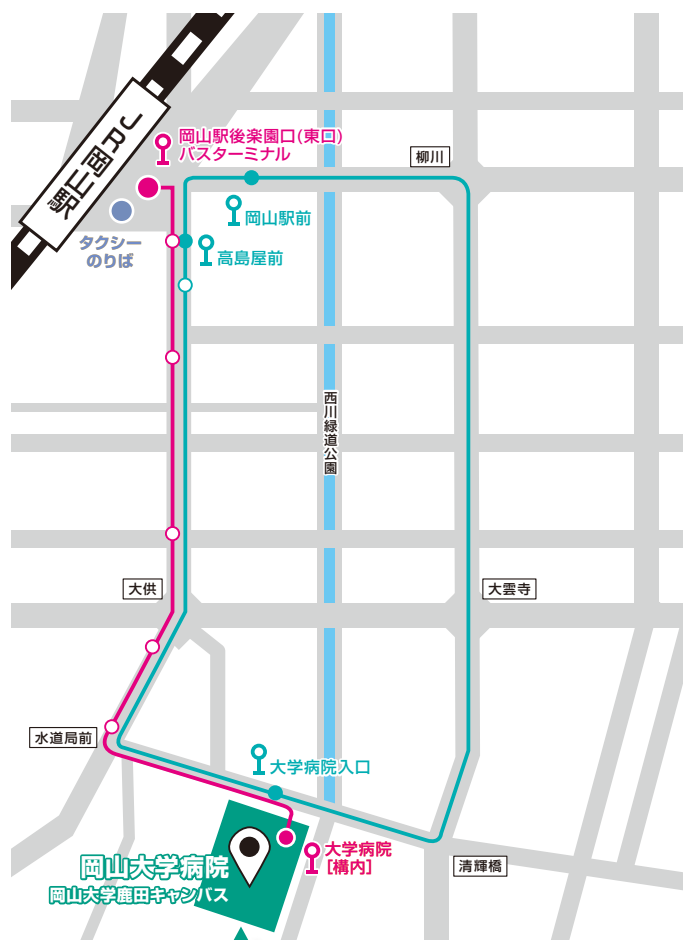 JR岡山駅
岡山駅後楽園口(東口)
バスターミナル
柳川
岡山駅前
タクシー
のりば
高島屋前
西川緑道公園
大供
大雲寺
水道局前
大学病院入口
大学病院
[構内]
岡山大学病院
岡山大学鹿田キャンパス
清輝橋